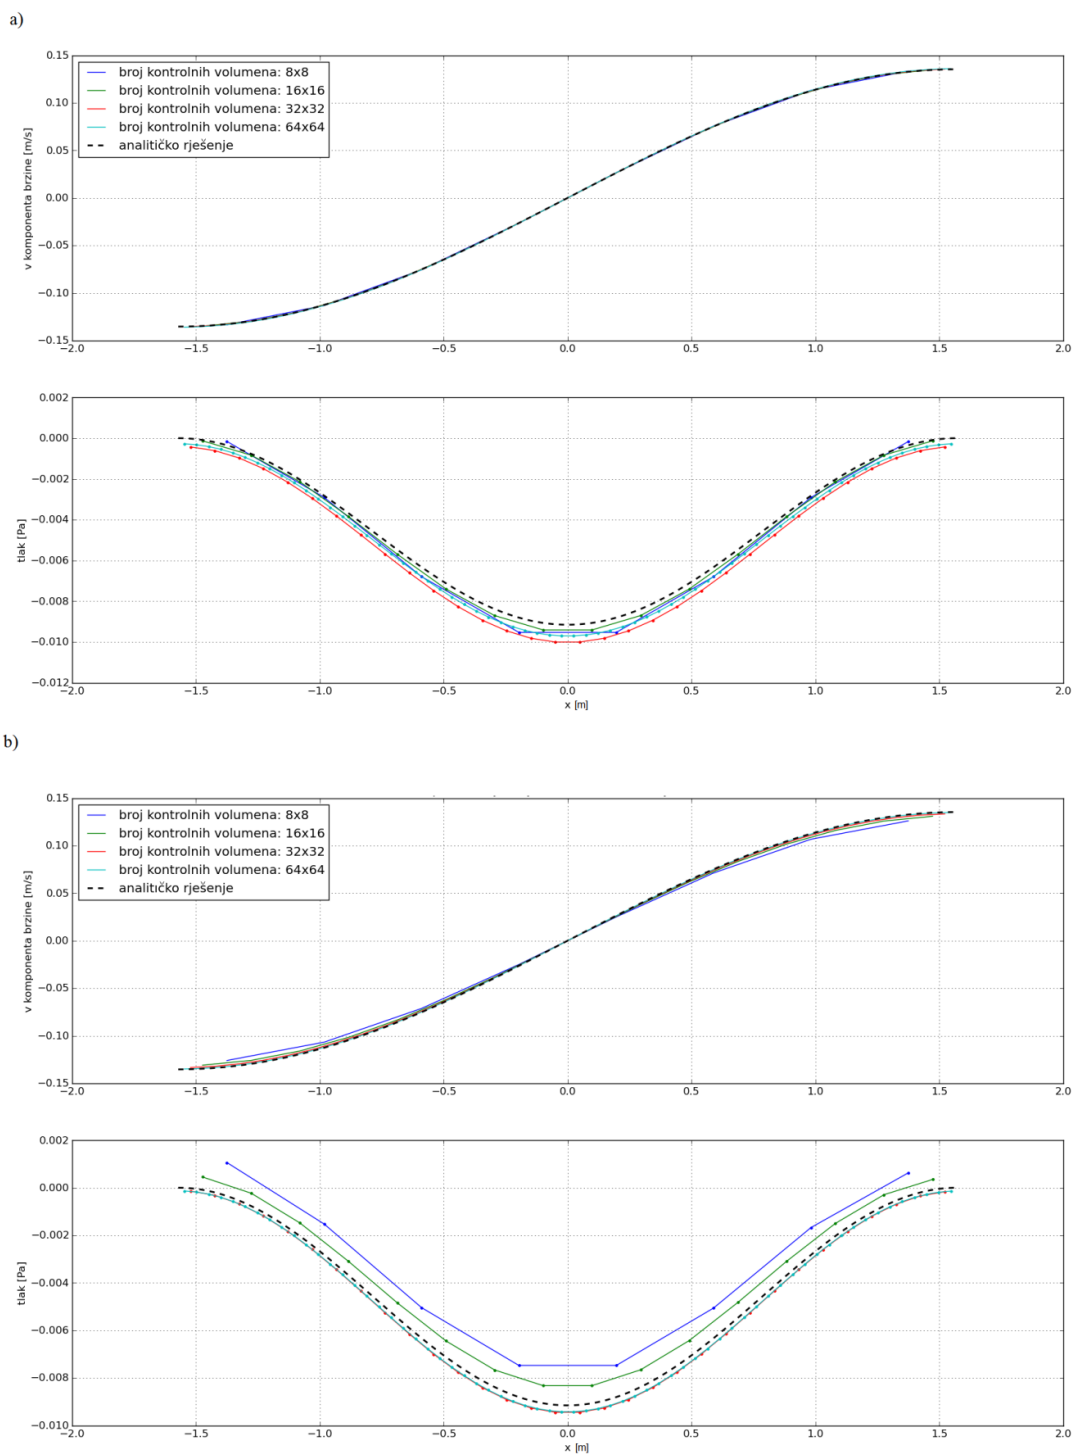 a)
0.15
0.10
0.05
0.00
−0.05
−0.10
−0.15
v komponenta brzine [m/s]
broj kontrolnih volumena: 8x8
broj kontrolnih volumena: 16x16
broj kontrolnih volumena: 32x32
broj kontrolnih volumena: 64x64
analitičko rješenje
−2.0 −1.5 −1.0 −0.5 0.0 0.5 1.0 1.5 2.0
0.002
0.000
−0.002
−0.004
−0.006
−0.008
−0.010
−0.012
tlak [Pa]
−2.0 −1.5 −1.0 −0.5 0.0 0.5 1.0 1.5 2.0
x [m]
b)
0.15
0.10
0.05
0.00
−0.05
−0.10
−0.15
v komponenta brzine [m/s]
broj kontrolnih volumena: 8x8
broj kontrolnih volumena: 16x16
broj kontrolnih volumena: 32x32
broj kontrolnih volumena: 64x64
analitičko rješenje
−2.0 −1.5 −1.0 −0.5 0.0 0.5 1.0 1.5 2.0
0.002
0.000
−0.002
−0.004
−0.006
−0.008
−0.010
tlak [Pa]
−2.0 −1.5 −1.0 −0.5 0.0 0.5 1.0 1.5 2.0
x [m]